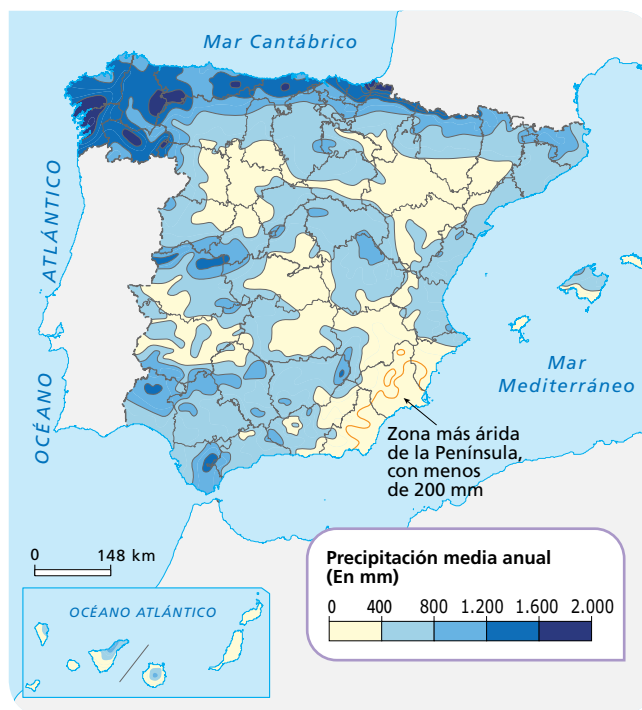 Mar Cantábrico
OCÉANO ATLÁNTICO
Mar
Mediterráneo
Zona más árida
de la Península,
con menos
de 200 mm
0 148 km
Precipitación media anual
(En mm)
0 400 800 1.200 1.600 2.000
OCÉANO ATLÁNTICO